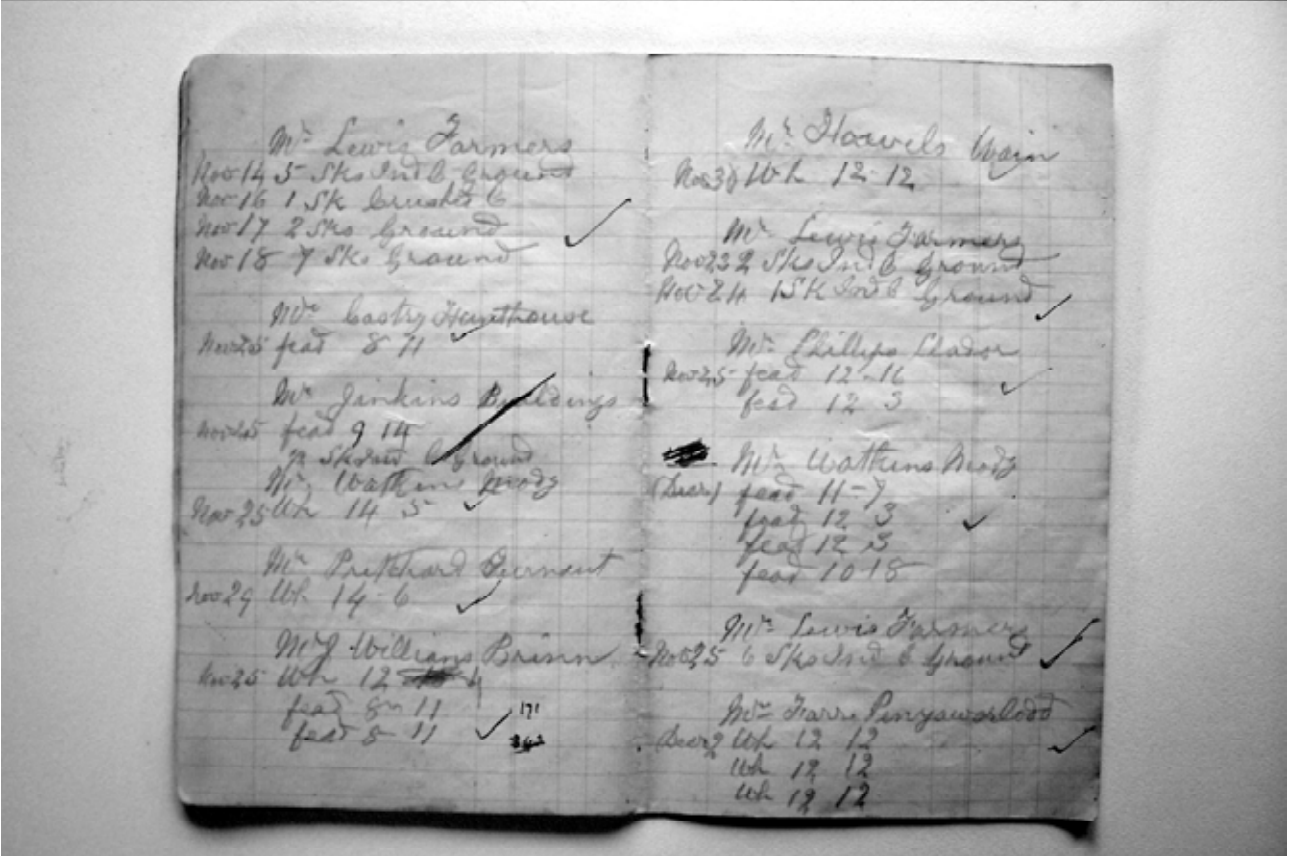 Mr Lewis Farmers
Nov 14 5 Sks Ind C Ground
Nov 16 1 Sk Crushed C
Nov 17 2 Sks Ground
Nov 18 7 Sks Ground
Mr
Nov 25 fead 8 11
Mr Jinkins Buildings
Nov 25 fead 9 14
C Ground
Mr Watkins
Nov 25 Wh 14 5
Mr Pritchard
Nov 29 Wh 14-6
Mr J Williams Brinn
Nov 25 Wh 12 4
fead 8 11
fead 8 11
171
Mr Howels Wain
Nov 30 Wh 12-12
Mr Lewis Farmers
Nov 23 2 Sks Ind C Ground
Nov 24 1 Sk Ind C Ground
Mr Phillips
Nov 25 fead 12-16
fead 12 3
Mr Watkins
fead 11-7
fead 12 3
fead 12 3
fead 10-18
Mr Lewis Farmers
Nov 25 6 Sks Ind C Ground
Mr
Wh 12 12
Wh 12 12
Wh 12 12